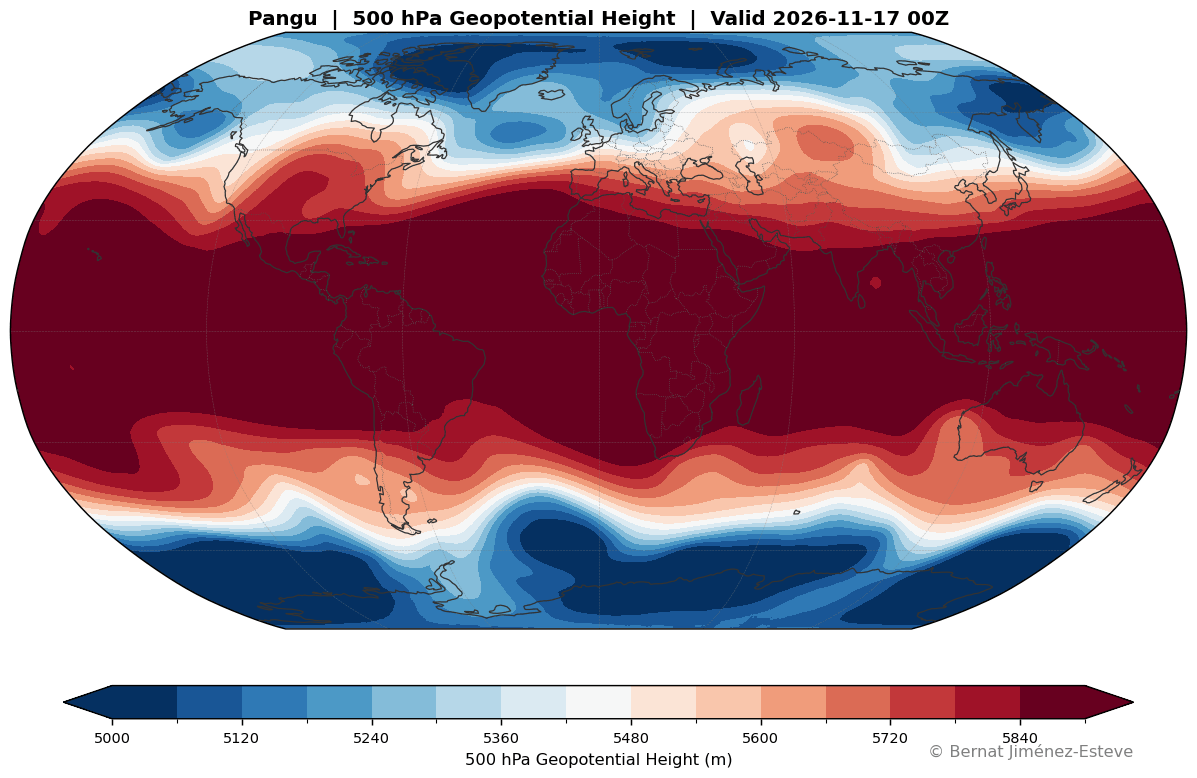 Pangu | 500 hPa Geopotential Height | Valid 2026-11-17 00Z
5000 5120 5240 5360 5480 5600 5720 5840
500 hPa Geopotential Height (m)
© Bernat Jiménez-Esteve